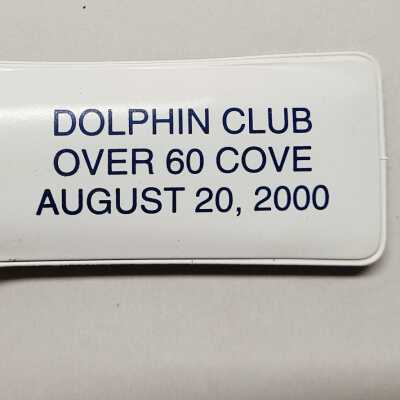 DOLPHIN CLUB
OVER 60 COVE
AUGUST 20, 2000